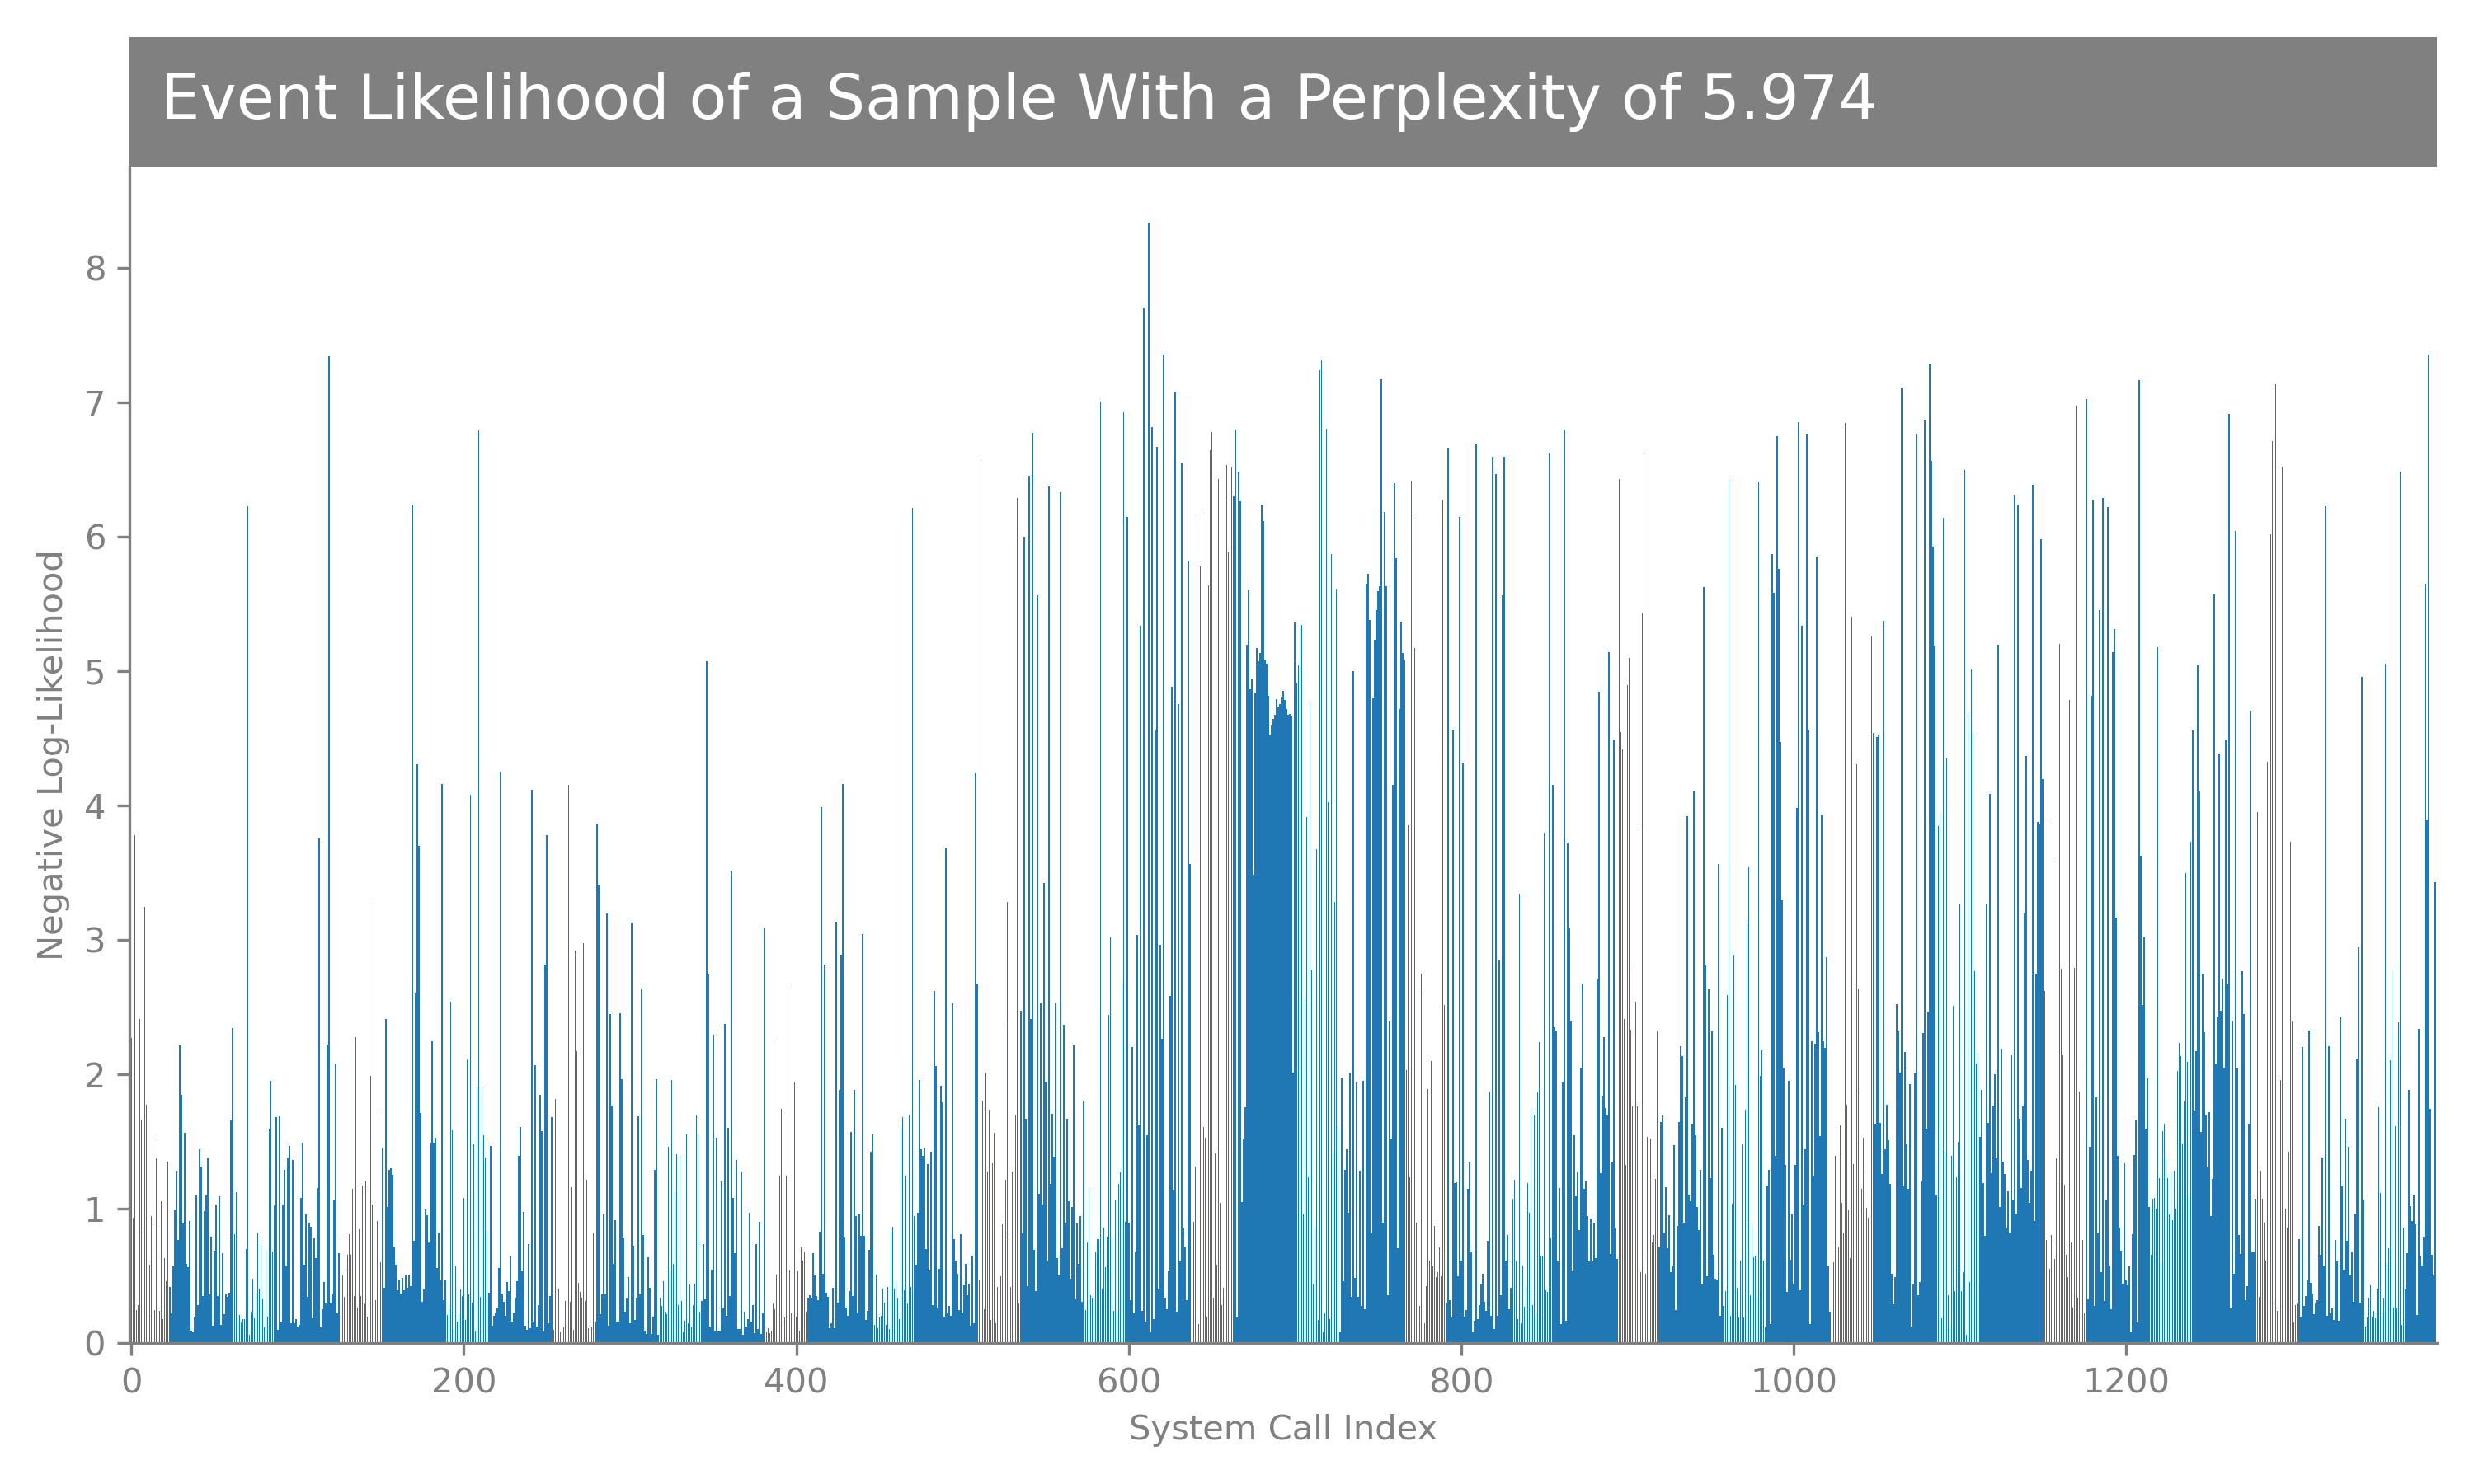 Event Likelihood of a Sample With a Perplexity of 5.974
8
7
6
5
4
3
2
1
0
Negative Log-Likelihood
0 200 400 600 800 1000 1200
System Call Index